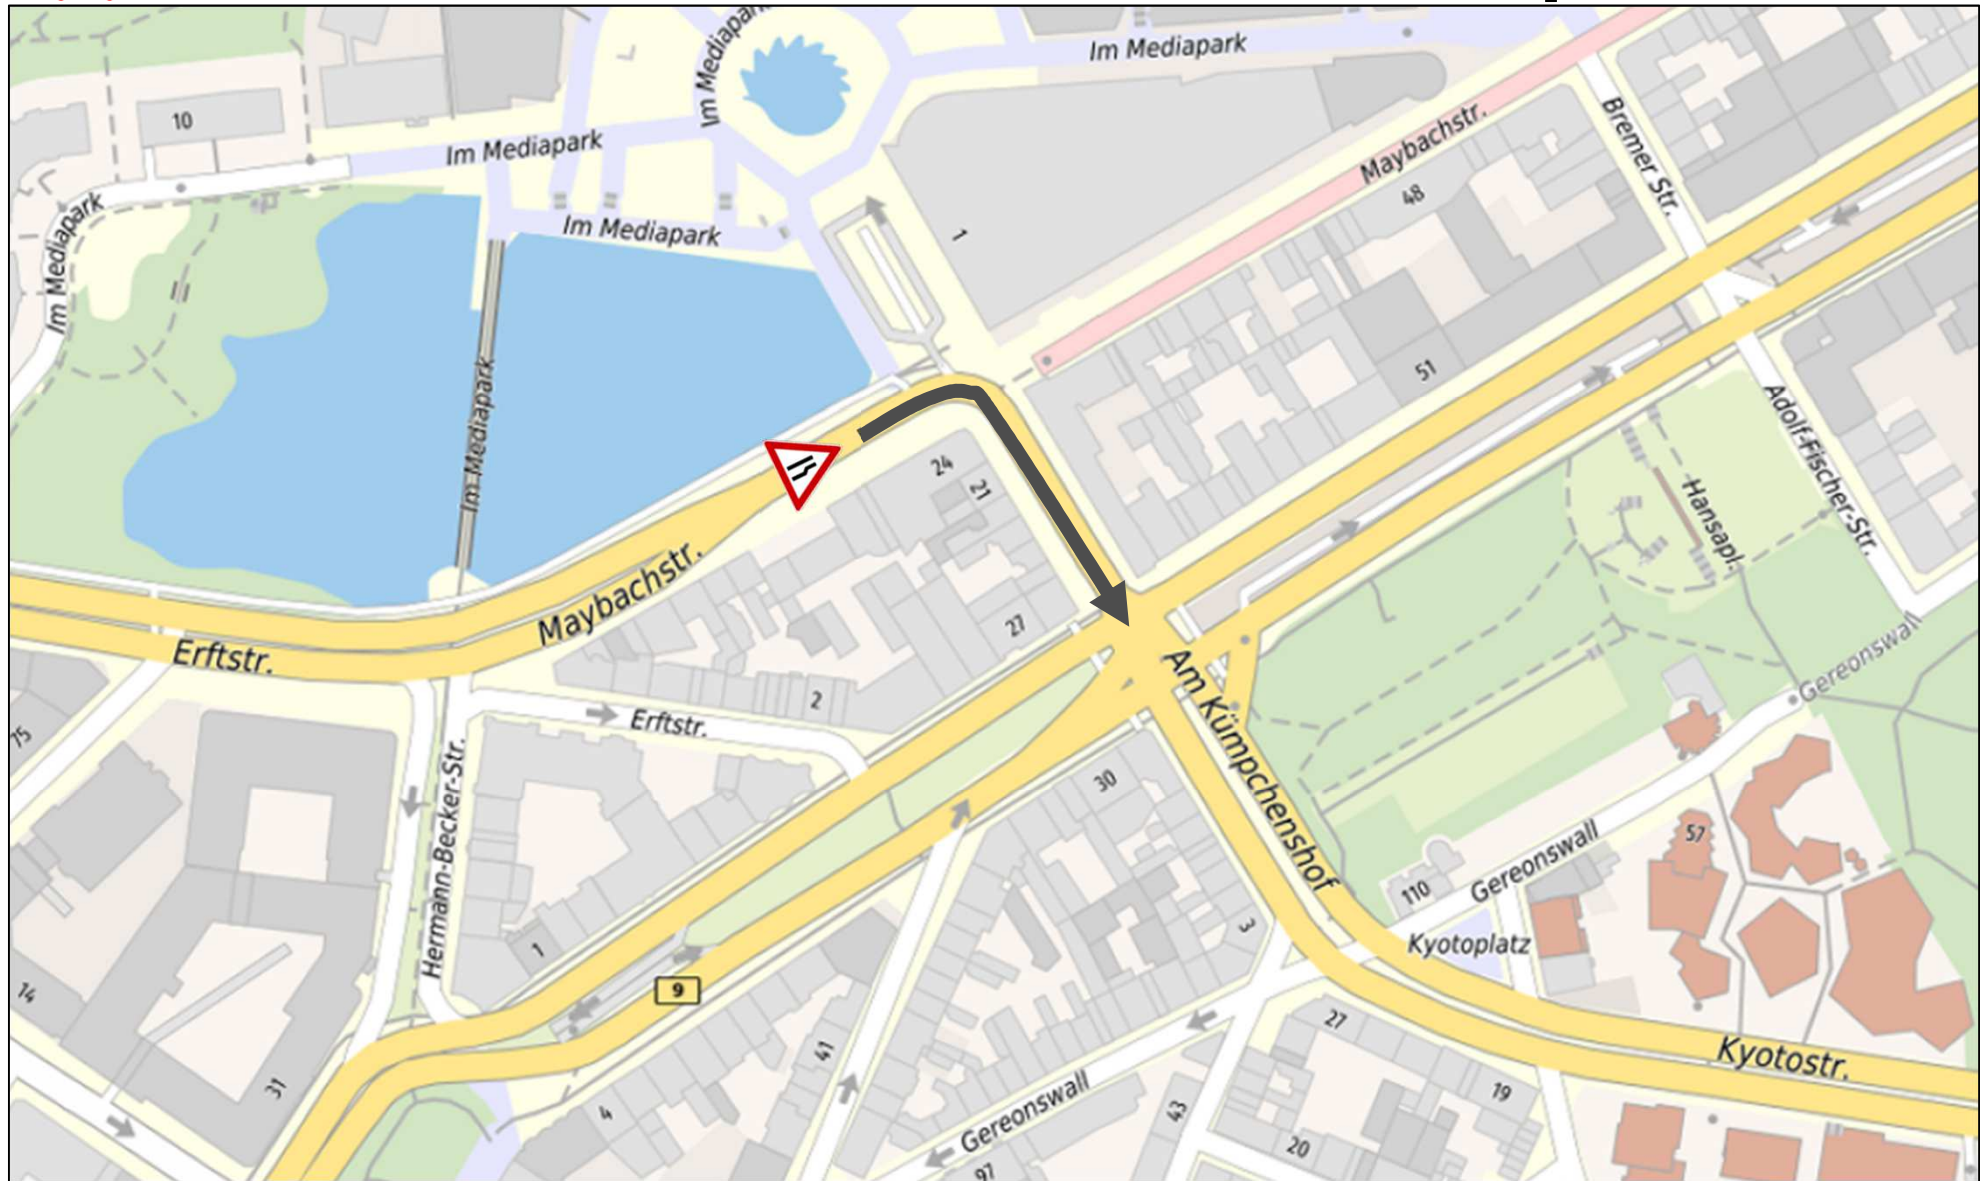 Im Mediapark
Im Mediapark
10
Im Mediapark
Maybachstr.
Bremer Str.
48
Im Mediapark
Im Mediapark
1
51
Im Mediapark
Adolf-Fischer-Str.
24
21
Hansapl.
Maybachstr.
27
Erftstr.
Am Kümpchenshof
Gereonswall
2
Erftstr.
75
30
57
Hermann-Becker-Str.
Gereonswall
110
3
Kyotoplatz
1
9
14
27
Kyotostr.
41
31
19
4
Gereonswall
43
20
97